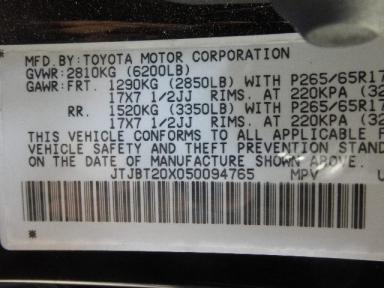 MFD.BY:TOYOTA MOTOR CORPORATION
GVWR:2810KG (6200LB)
GAWR:FRT. 1290KG (2850LB) WITH P265/65R17
17X7 1/2JJ RIMS. AT 220KPA (32
RR. 1520KG (3350LB) WITH P265/65R17
17X7 1/2JJ RIMS. AT 220KPA (32
THIS VEHICLE CONFORMS TO ALL APPLICAB
VEHICLE SAFETY AND THEFT PREVENTION STAND
ON THE DATE OF MANUFACTURE SHOWN ABOVE.
JTJBT20X050094765 MPV